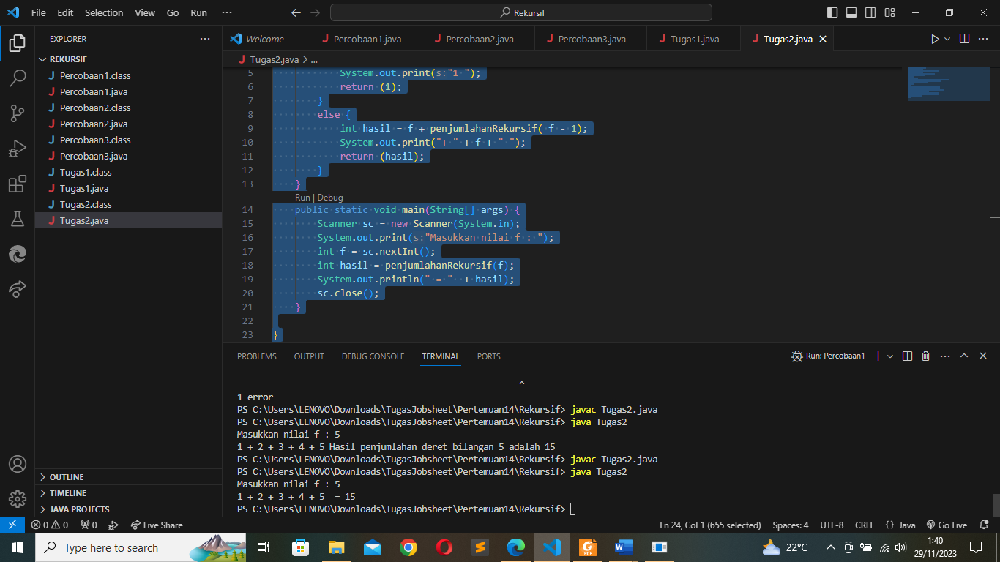 File Edit Selection View Go Run ··· Rekursif
EXPLORER ···
REKURSIF
Percobaan1.class
Percobaan1.java
Percobaan2.class
Percobaan2.java
Percobaan3.class
Percobaan3.java
Tugas1.class
Tugas1.java
Tugas2.class
Tugas2.java
OUTLINE
TIMELINE
JAVA PROJECTS
Welcome Percobaan1.java Percobaan2.java Percobaan3.java Tugas1.java Tugas2.java
Tugas2.java > ...
5 System.out.print(s:"1 ");
6 return (1);
7 }
8 else {
9 int hasil = f + penjumlahanRekursif( f - 1);
10 System.out.print("+ " + f + " ");
11 return (hasil);
12 }
13 }
Run | Debug
14 public static void main(String[] args) {
15 Scanner sc = new Scanner(System.in);
16 System.out.print(s:"Masukkan nilai f : ");
17 int f = sc.nextInt();
18 int hasil = penjumlahanRekursif(f);
19 System.out.println(" = " + hasil);
20 sc.close();
21 }
22
23 }
PROBLEMS OUTPUT DEBUG CONSOLE TERMINAL PORTS Run: Percobaan1
^
1 error
PS C:\Users\LENOVO\Downloads\TugasJobsheet\Pertemuan14\Rekursif> javac Tugas2.java
PS C:\Users\LENOVO\Downloads\TugasJobsheet\Pertemuan14\Rekursif> java Tugas2
Masukkan nilai f : 5
1 + 2 + 3 + 4 + 5 Hasil penjumlahan deret bilangan 5 adalah 15
PS C:\Users\LENOVO\Downloads\TugasJobsheet\Pertemuan14\Rekursif> javac Tugas2.java
PS C:\Users\LENOVO\Downloads\TugasJobsheet\Pertemuan14\Rekursif> java Tugas2
Masukkan nilai f : 5
1 + 2 + 3 + 4 + 5  = 15
PS C:\Users\LENOVO\Downloads\TugasJobsheet\Pertemuan14\Rekursif>
0 0 0 Live Share Ln 24, Col 1 (655 selected) Spaces: 4 UTF-8 CRLF {} Java Go Live
Type here to search 22°C 1:40
29/11/2023